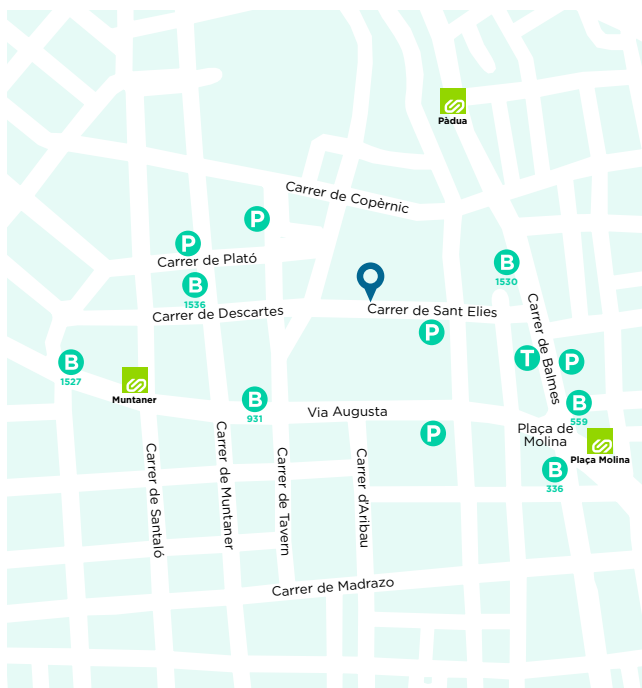 Pàdua
Carrer de Copèrnic
P
P
Carrer de Plató
B
1530
B
1536
Carrer de Descartes
Carrer de Sant Elies
Carrer de Balmes
P
T
P
B
1527
Muntaner
B
931
Via Augusta
B
559
P
Plaça de
Molina
Plaça Molina
B
336
Carrer de Santaló
Carrer de Muntaner
Carrer de Tavern
Carrer d'Aribau
Carrer de Madrazo